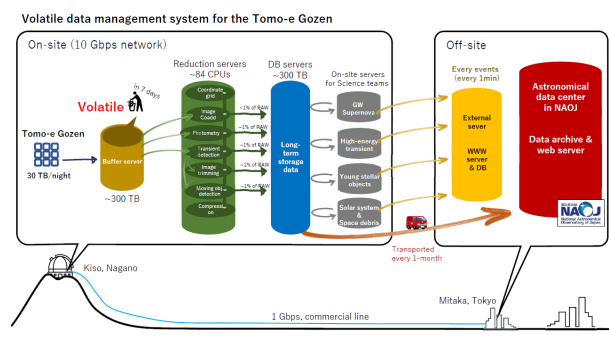 Volatile data management system for the Tomo-e Gozen
On-site (10 Gbps network)
Off-site
Reduction servers
~84 CPUs
DB servers
~300 TB
On-site servers
for Science teams
Every events
(every 1min)
Astronomical
data center
in NAOJ
Data archive &
web server
NAOJ
National Astronomical
Observatory of Japan
in 7 days
Volatile
Tomo-e Gozen
30 TB/night
Buffer server
~300 TB
Coordinate
grid
Image
Coadd
Photometry
Transient
detection
Image
trimming
Moving obj
detection
Compressi
on
~1% of RAW
~1% of RAW
~1% of RAW
~1% of RAW
~1% of RAW
Long-
term
storage
data
GW
Supernova
High-energy
transient
Young stellar
objects
Solar system
&
Space debris
External
sever
WWW
server
& DB
Transported
every 1-month
Kiso, Nagano
Mitaka, Tokyo
1 Gbps, commercial line